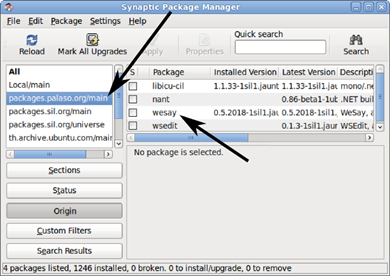 Synaptic Package Manager
File Edit Package Settings Help
Quick search
Reload Mark All Upgrades Apply Properties Search
All
Local/main
packages.palaso.org/main
packages.sil.org/main
packages.sil.org/universe
th.archive.ubuntu.com/main
S Package Installed Version Latest Version Descripti
libicu-cil 1.1.33-1sil1.jaunt 1.1.33-1sil1.jaunt mono/.ne
nant 0.86-beta1-1ub .NET buil
wesay 0.5.2018-1sil1.jaun 0.5.2018-1sil1.jaun WeSay, a
wsedit 0.1.3-1sil1.jaunt WSEdit, a
No package is selected.
Sections
Status
Origin
Custom Filters
Search Results
4 packages listed, 1246 installed, 0 broken. 0 to install/upgrade, 0 to remove